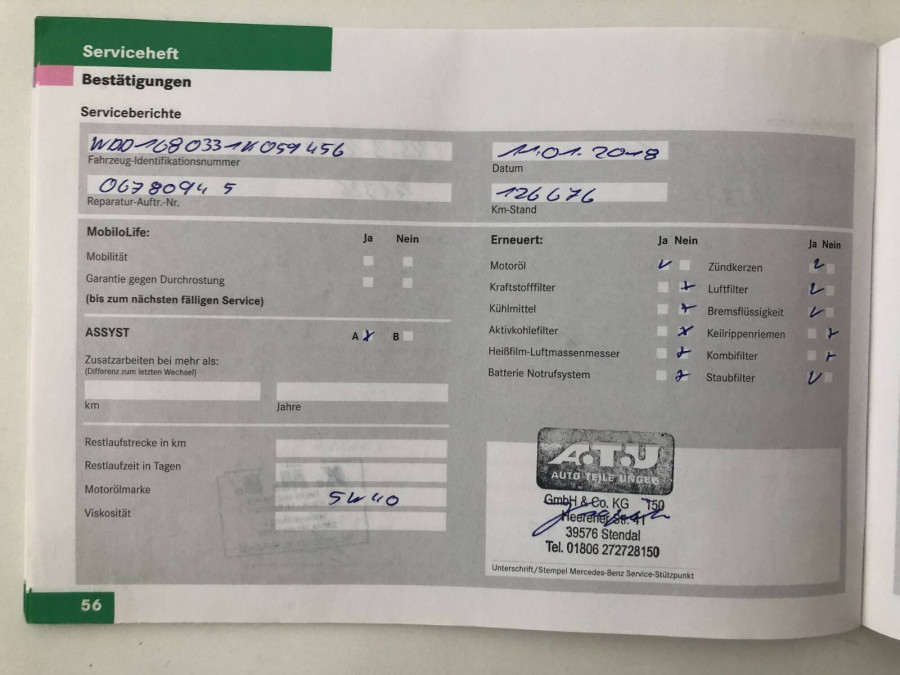 Serviceheft
Bestätigungen
Serviceberichte
WDD1680331K059456
Fahrzeug-Identifikationsnummer
11.01.2018
Datum
06780945
Reparatur-Auftr.-Nr.
126676
Km-Stand
MobiloLife:
Ja Nein
Mobilität
Garantie gegen Durchrostung
(bis zum nächsten fälligen Service)
ASSYST
A x B
Zusatzarbeiten bei mehr als:
(Differenz zum letzten Wechsel)
km
Jahre
Restlaufstrecke in km
Restlaufzeit in Tagen
Motorölmarke
5W40
Viskosität
Erneuert:
Ja Nein
Motoröl
Kraftstofffilter
Kühlmittel
Aktivkohlefilter
Heißfilm-Luftmassenmesser
Batterie Notrufsystem
Ja Nein
Zündkerzen
Luftfilter
Bremsflüssigkeit
Keilrippenriemen
Kombifilter
Staubfilter
A.T.U
AUTO-TEILE UNGER
GmbH & Co. KG 150
Heerener Str. 41
39576 Stendal
Tel. 01806 272728150
Unterschrift/Stempel Mercedes-Benz Service-Stützpunkt
56